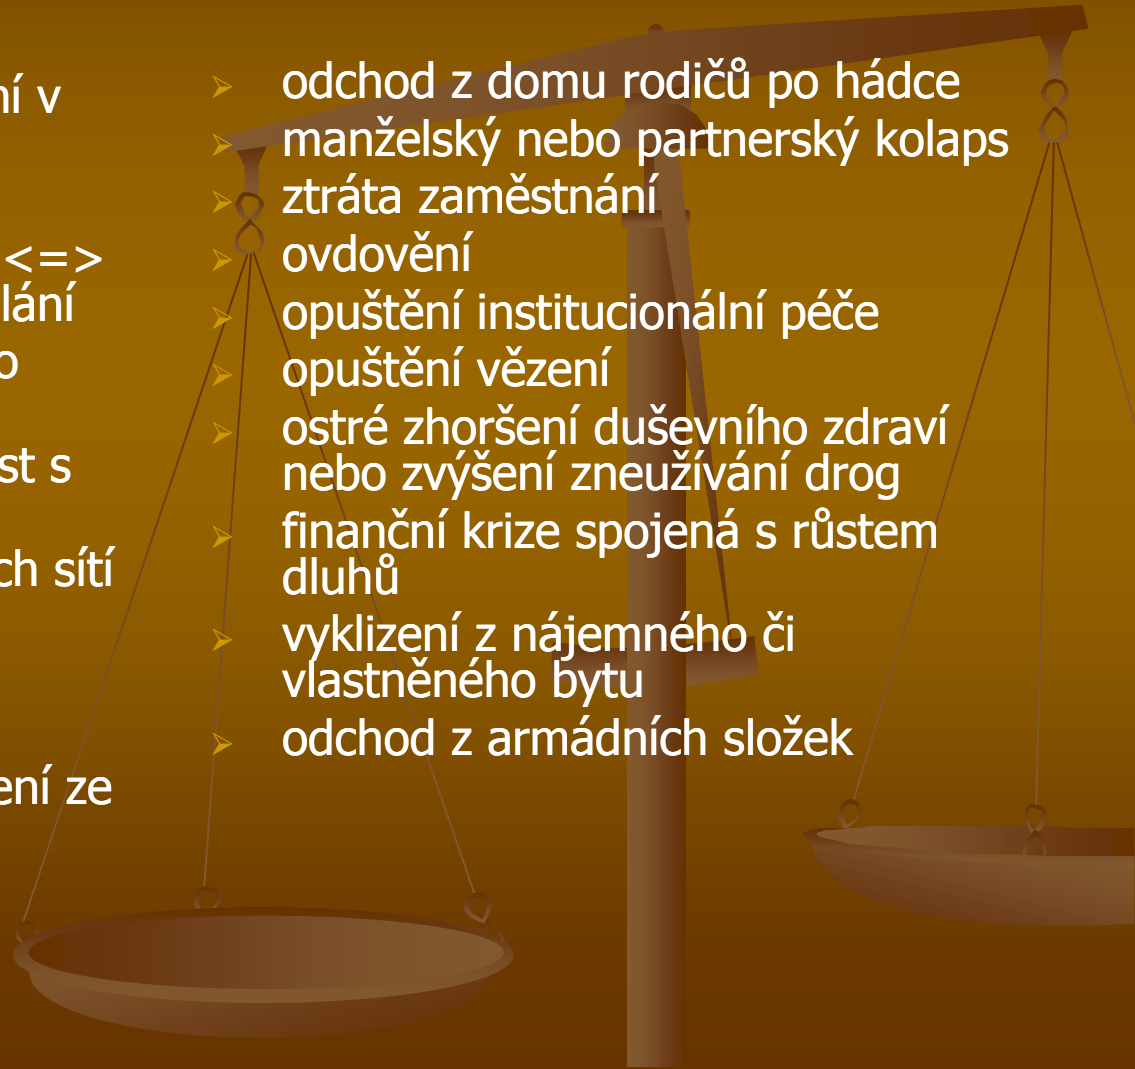 ní v
<=>
lání
o
st s
ch sítí
ení ze
odchod z domu rodičů po hádce
manželský nebo partnerský kolaps
ztráta zaměstnání
ovdovění
opuštění institucionální péče
opuštění vězení
ostré zhoršení duševního zdraví
nebo zvýšení zneužívání drog
finanční krize spojená s růstem
dluhů
vyklizení z nájemného či
vlastněného bytu
odchod z armádních složek